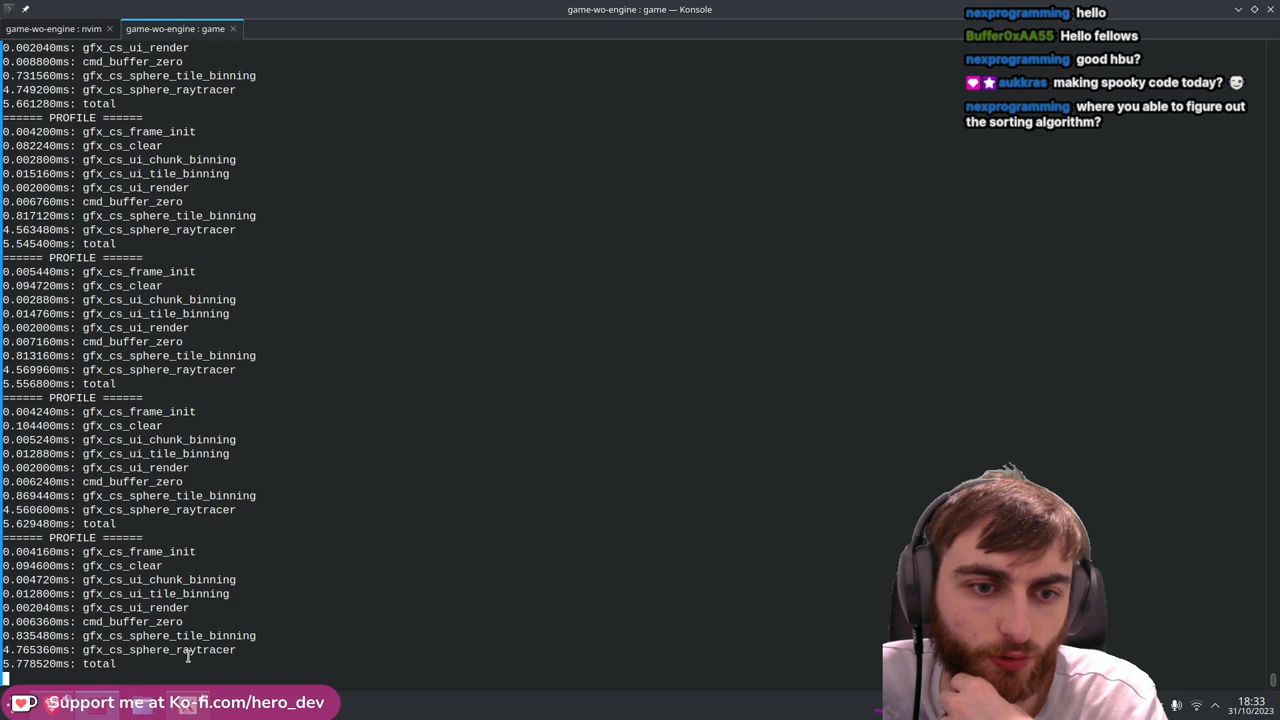 game-wo-engine : game — Konsole
game-wo-engine : nvim
game-wo-engine : game
0.002040ms: gfx_cs_ui_render
0.008800ms: cmd_buffer_zero
0.731560ms: gfx_cs_sphere_tile_binning
4.749200ms: gfx_cs_sphere_raytracer
5.661280ms: total
====== PROFILE ======
0.004200ms: gfx_cs_frame_init
0.082240ms: gfx_cs_clear
0.002800ms: gfx_cs_ui_chunk_binning
0.015160ms: gfx_cs_ui_tile_binning
0.002000ms: gfx_cs_ui_render
0.006760ms: cmd_buffer_zero
0.817120ms: gfx_cs_sphere_tile_binning
4.563480ms: gfx_cs_sphere_raytracer
5.545400ms: total
====== PROFILE ======
0.005440ms: gfx_cs_frame_init
0.094720ms: gfx_cs_clear
0.002880ms: gfx_cs_ui_chunk_binning
0.014760ms: gfx_cs_ui_tile_binning
0.002000ms: gfx_cs_ui_render
0.007160ms: cmd_buffer_zero
0.813160ms: gfx_cs_sphere_tile_binning
4.569960ms: gfx_cs_sphere_raytracer
5.556800ms: total
====== PROFILE ======
0.004240ms: gfx_cs_frame_init
0.104400ms: gfx_cs_clear
0.005240ms: gfx_cs_ui_chunk_binning
0.012880ms: gfx_cs_ui_tile_binning
0.002000ms: gfx_cs_ui_render
0.006240ms: cmd_buffer_zero
0.869440ms: gfx_cs_sphere_tile_binning
4.560600ms: gfx_cs_sphere_raytracer
5.629480ms: total
====== PROFILE ======
0.004160ms: gfx_cs_frame_init
0.094600ms: gfx_cs_clear
0.004720ms: gfx_cs_ui_chunk_binning
0.012800ms: gfx_cs_ui_tile_binning
0.002040ms: gfx_cs_ui_render
0.006360ms: cmd_buffer_zero
0.835480ms: gfx_cs_sphere_tile_binning
4.765360ms: gfx_cs_sphere_raytracer
5.778520ms: total
nexprogramming hello
Buffer0xAA55 Hello fellows
nexprogramming good hbu?
aukkras making spooky code today?
nexprogramming where you able to figure out
the sorting algorithm?
Support me at Ko-fi.com/hero_dev
18:33
31/10/2023